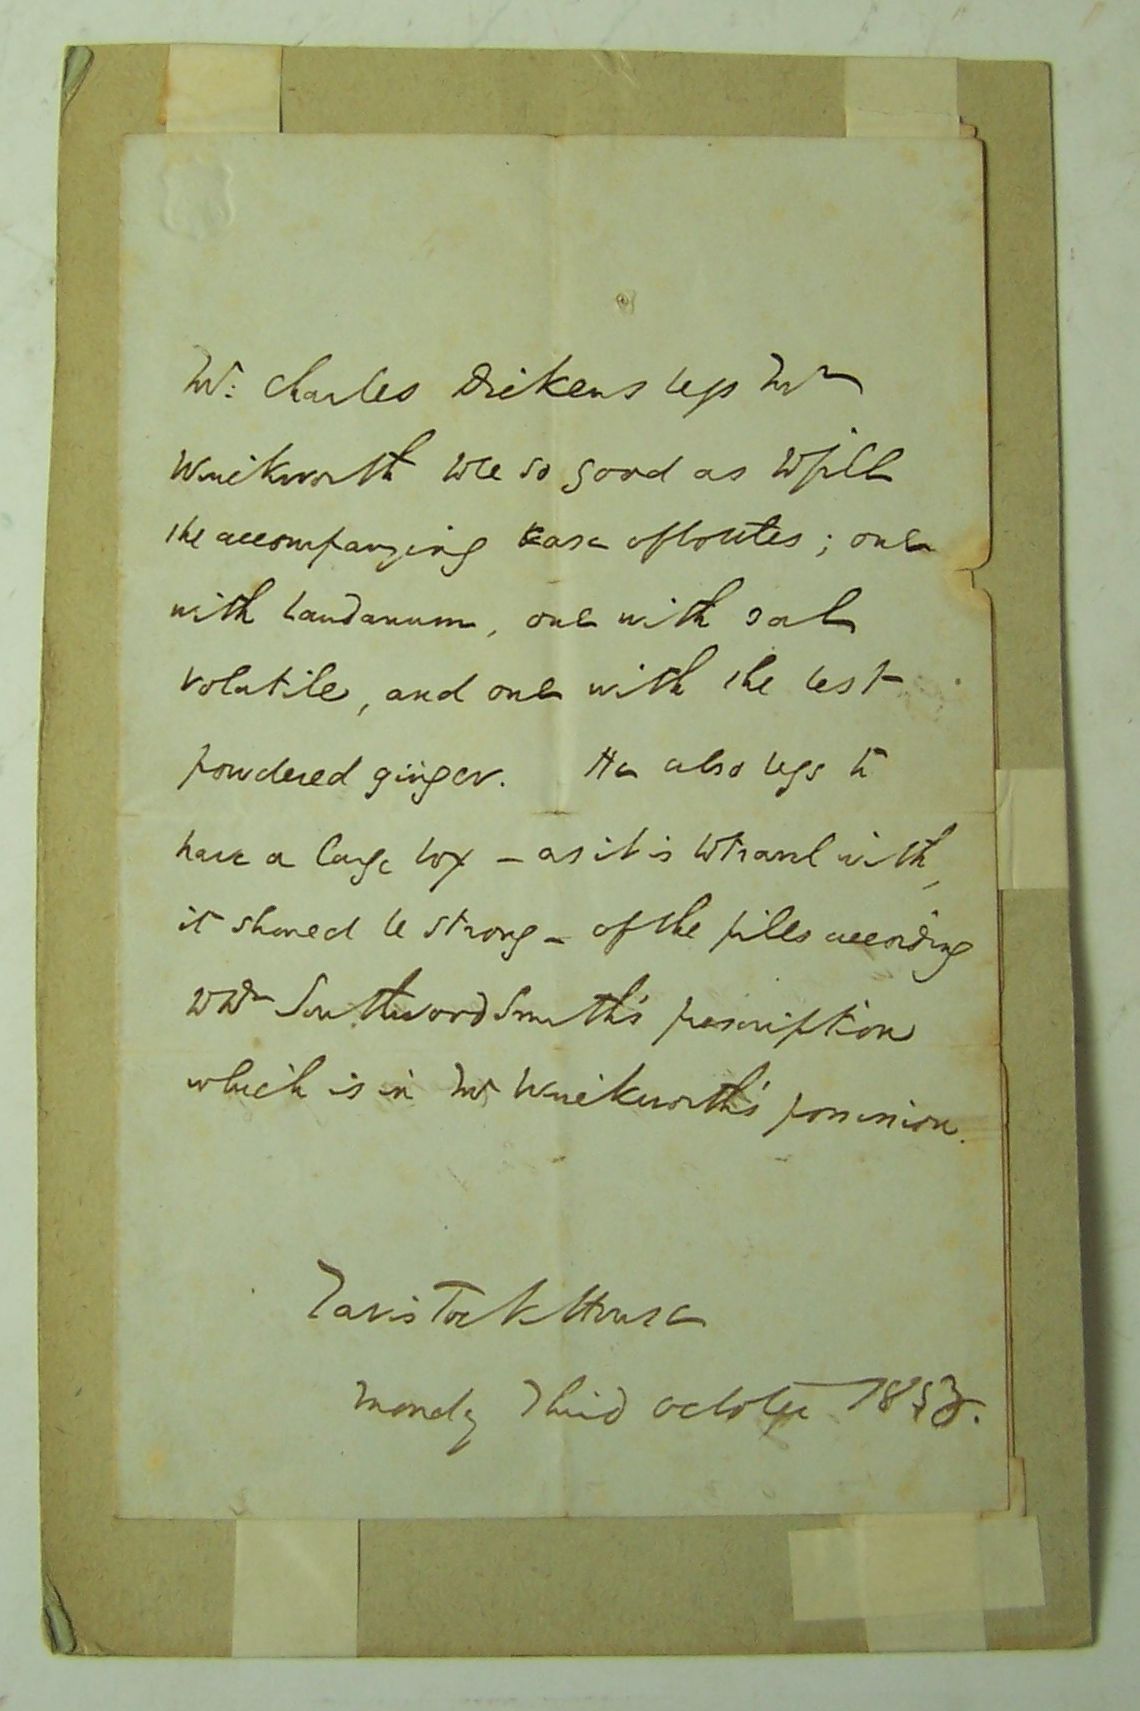 Mr. Charles Dickens begs Mr
to be so good as to fill
the accompanying case of bottles; one
with laudanum, one with sal
volatile, and one with the best
powdered ginger. He also begs to
have a large box – as it is to travel with,
it should be strong – of the pills according
to Dr Southwood Smith's prescription
which is in Mr possession.
Tavistock House
Monday Third October 1853.